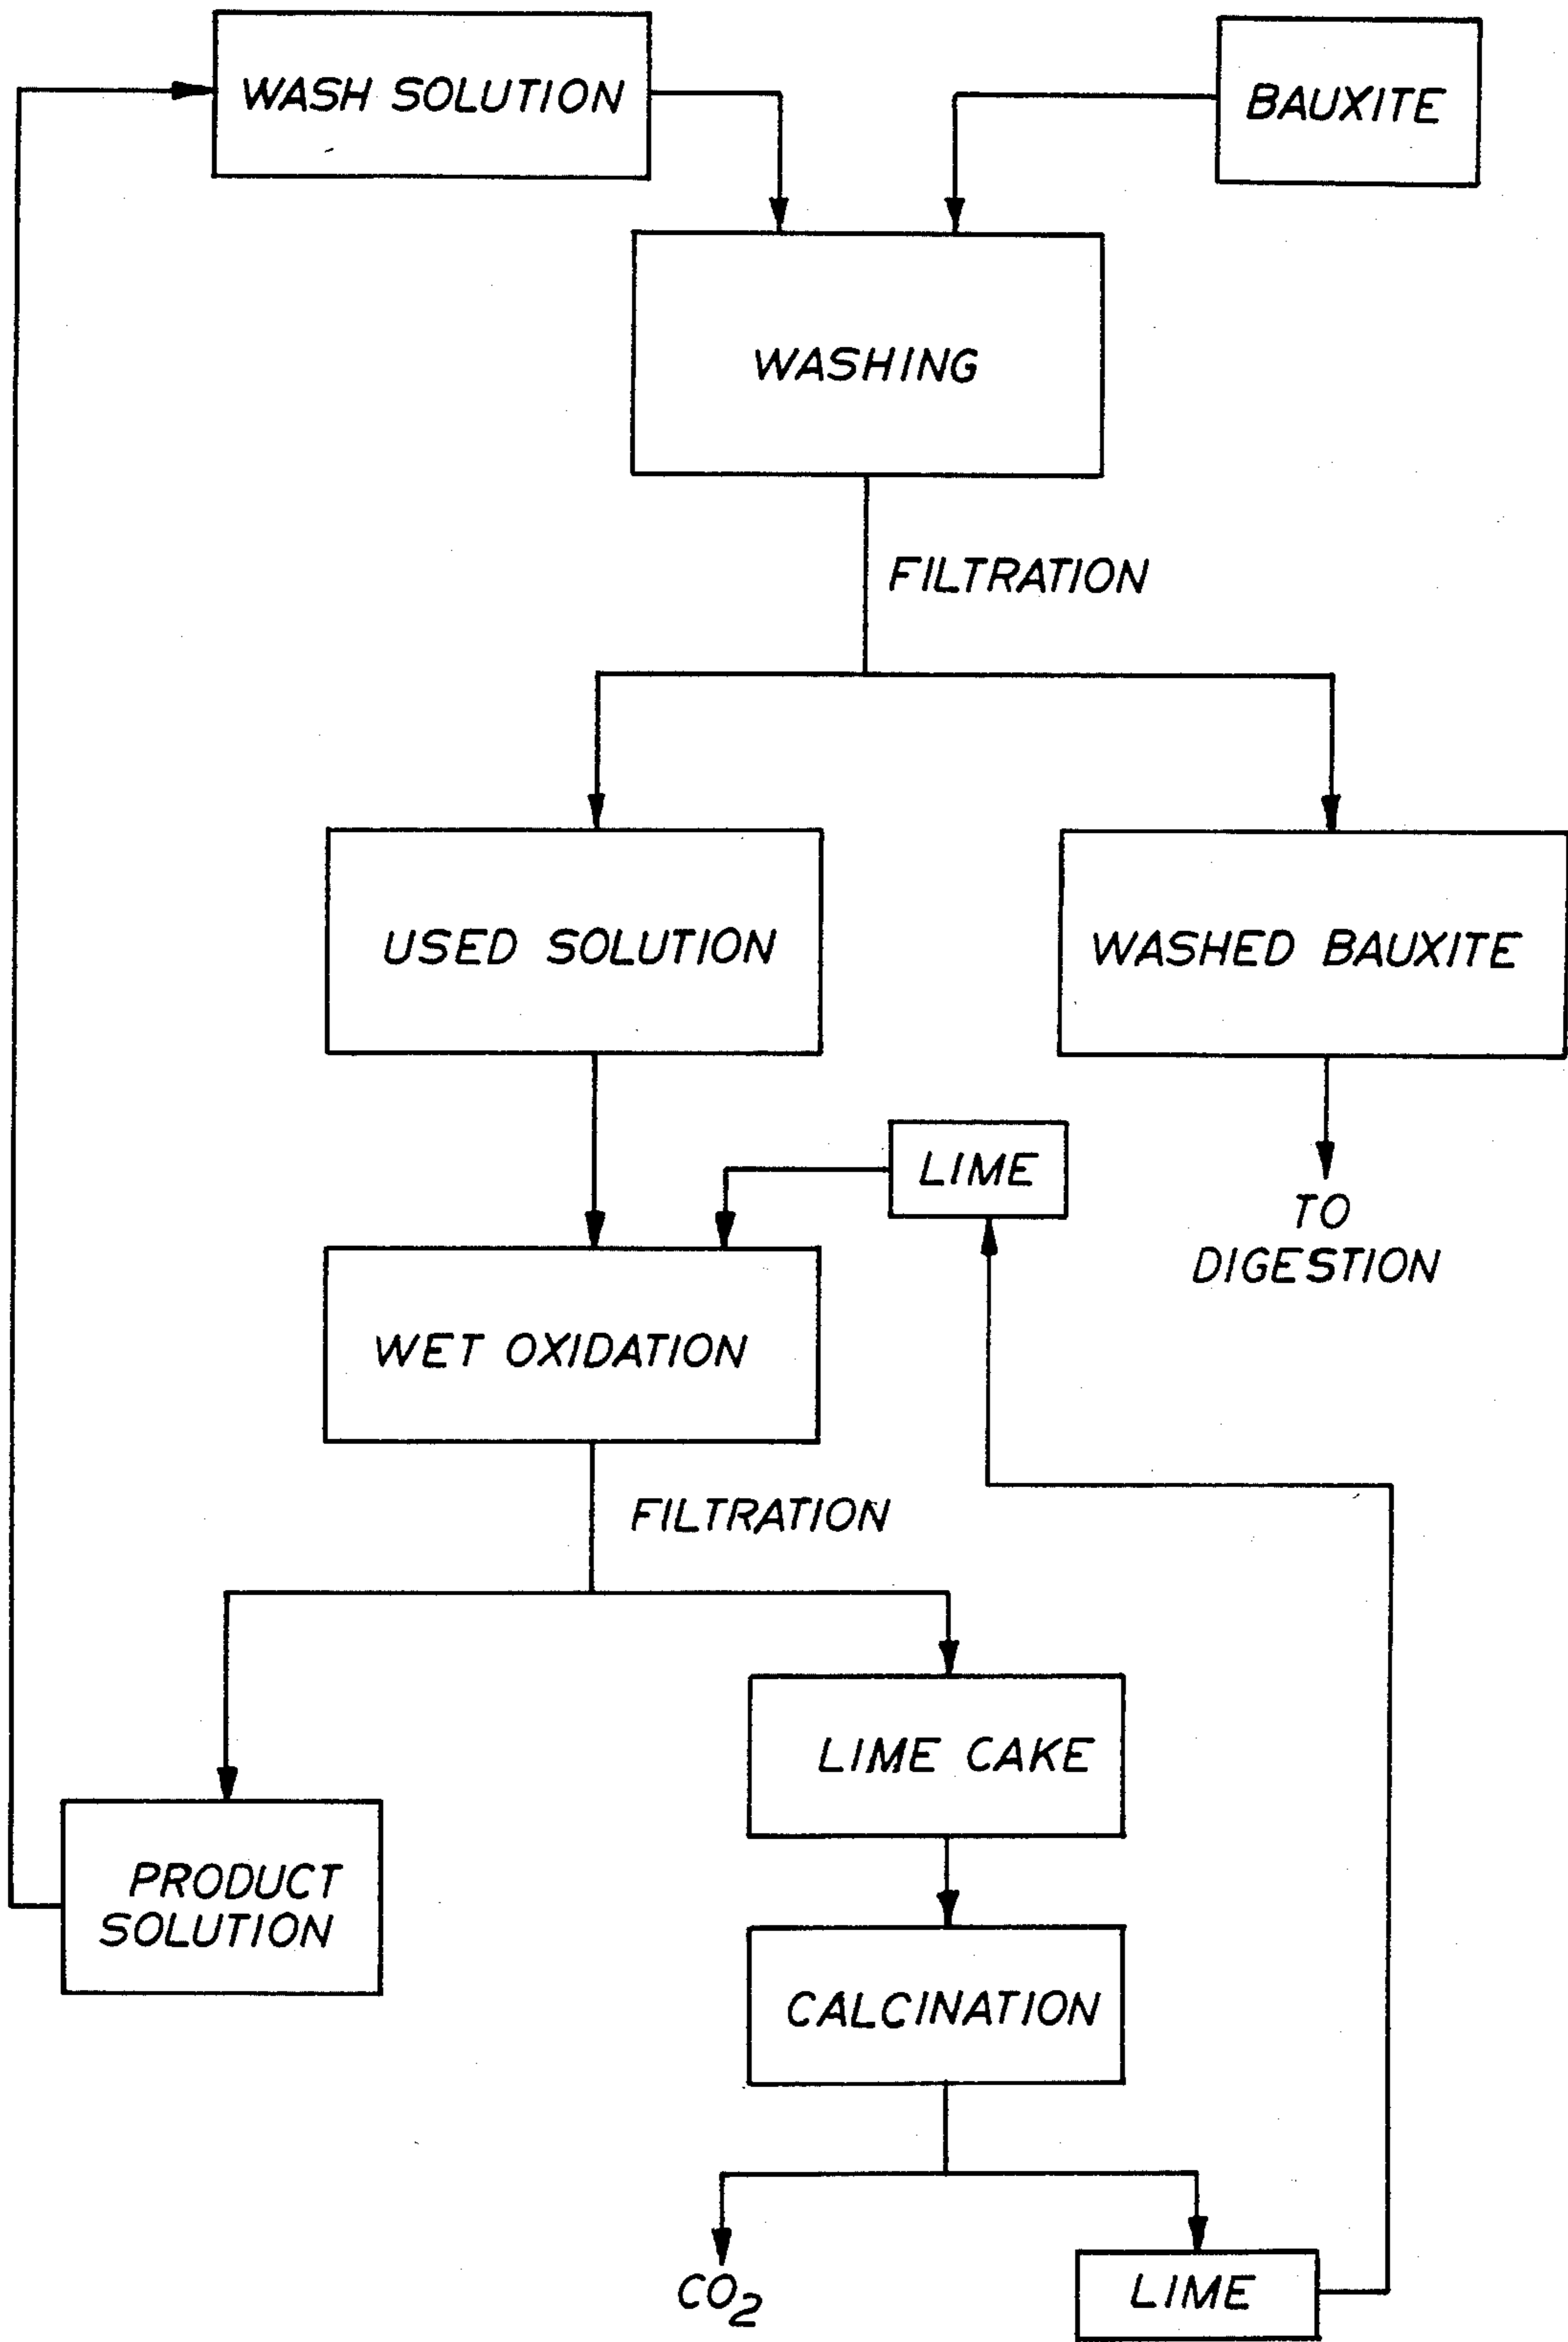 WASH SOLUTION
BAUXITE
WASHING
FILTRATION
USED SOLUTION
WASHED BAUXITE
LIME
TO
DIGESTION
WET OXIDATION
FILTRATION
LIME CAKE
PRODUCT
SOLUTION
CALCINATION
CO2
LIME